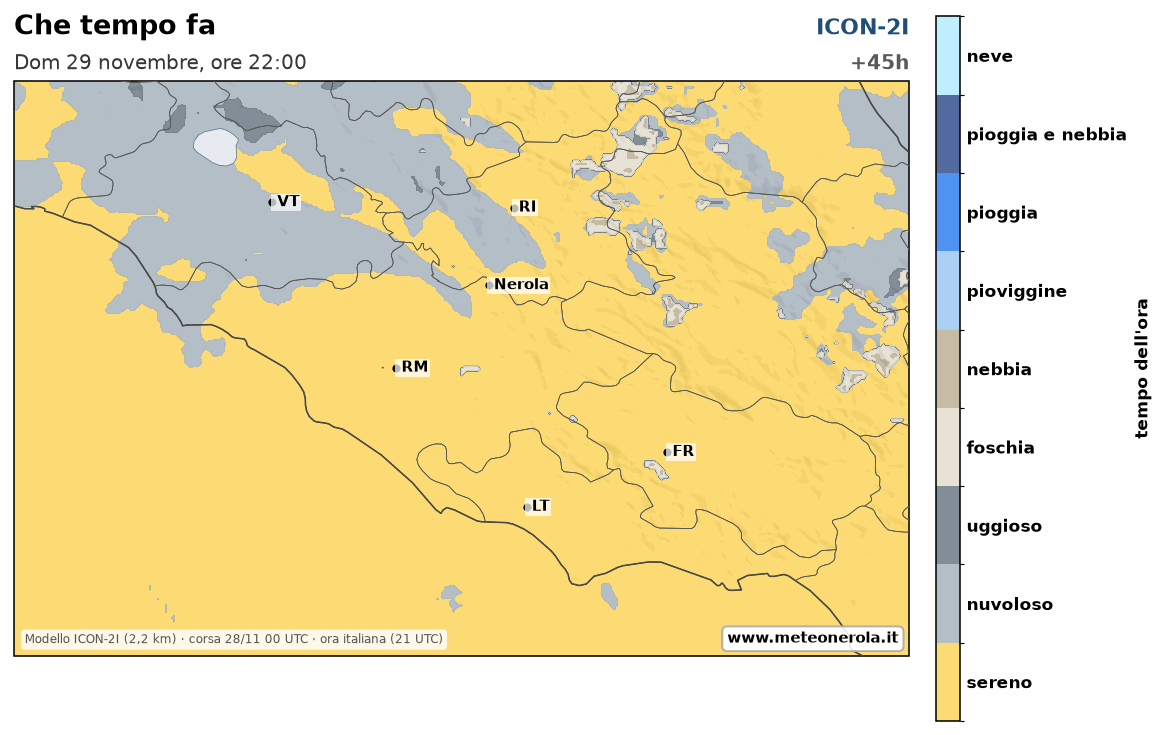 Che tempo fa
ICON-2I
Dom 29 novembre, ore 22:00
+45h
neve
pioggia e nebbia
pioggia
pioviggine
nebbia
foschia
uggioso
nuvoloso
sereno
tempo dell'ora
VT
RI
Nerola
RM
FR
LT
Modello ICON-2I (2,2 km) · corsa 28/11 00 UTC · ora italiana (21 UTC)
www.meteonerola.it